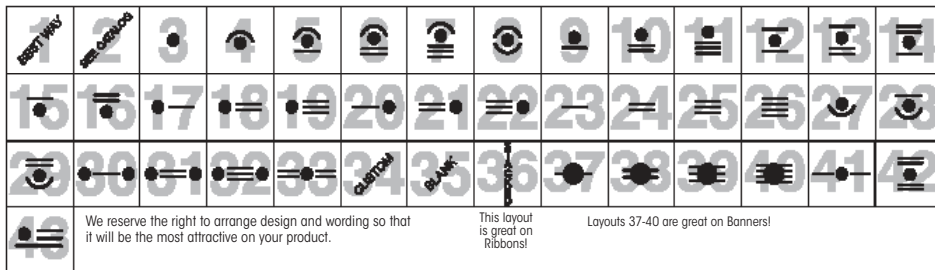 1 BEST WAY 2 SEE CATALOG 3 4 5 6 7 8 9 10 11 12 13 14
15 16 17 18 19 20 21 22 23 24 25 26 27 28
29 30 31 32 33 34 CUSTOM 35 BLANK 36 37 38 39 40 41 42
43
We reserve the right to arrange design and wording so that
it will be the most attractive on your product.
This layout
is great on
Ribbons!
Layouts 37-40 are great on Banners!